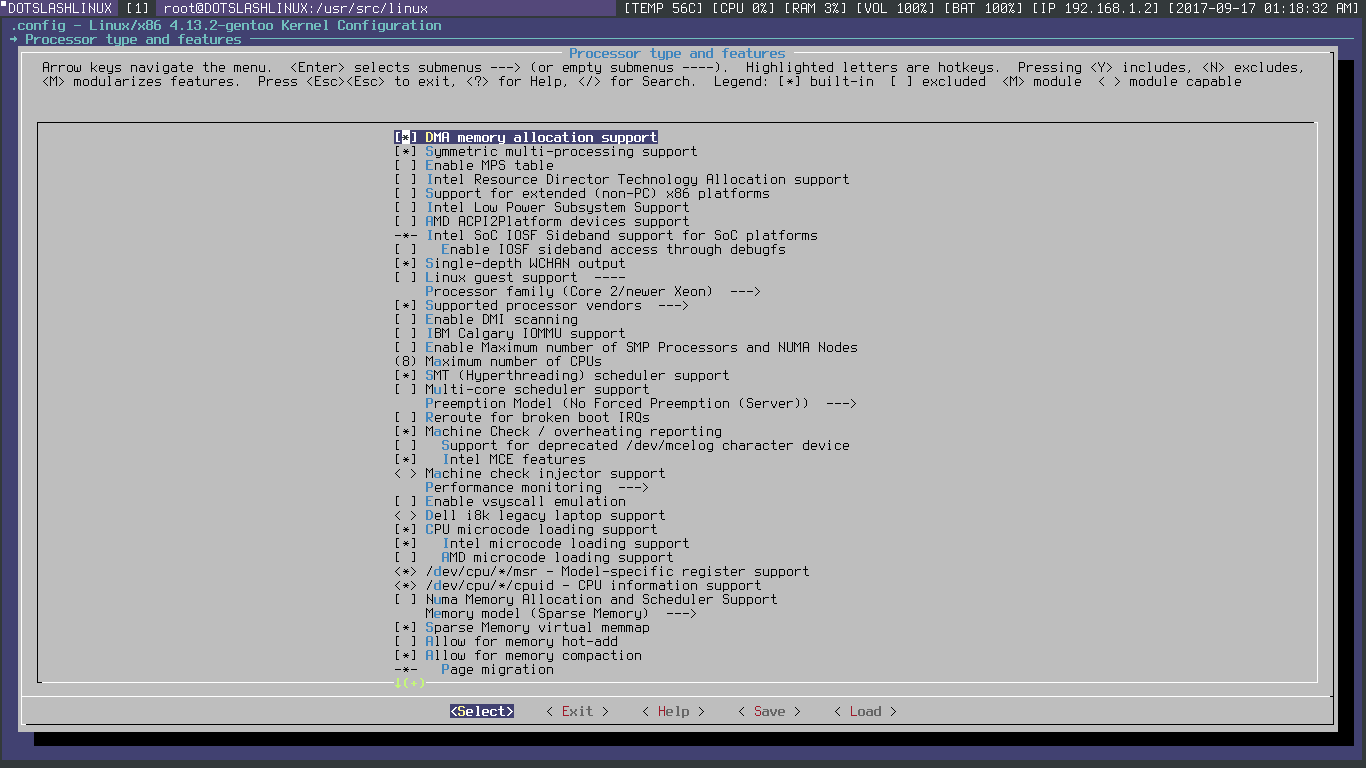 DOTSLASHLINUX [1] root@DOTSLASHLINUX:/usr/src/linux [TEMP 56C] [CPU 0%] [RAM 3%] [VOL 100%] [BAT 100%] [IP 192.168.1.2] [2017-09-17 01:18:32 AM]
.config - Linux/x86 4.13.2-gentoo Kernel Configuration
→ Processor type and features
Processor type and features
Arrow keys navigate the menu.  <Enter> selects submenus ---> (or empty submenus ----).  Highlighted letters are hotkeys.  Pressing <Y> includes, <N> excludes,
<M> modularizes features.  Press <Esc><Esc> to exit, <?> for Help, </> for Search.  Legend: [*] built-in  [ ] excluded  <M> module  < > module capable
[*] DMA memory allocation support
[*] Symmetric multi-processing support
[ ] Enable MPS table
[ ] Intel Resource Director Technology Allocation support
[ ] Support for extended (non-PC) x86 platforms
[ ] Intel Low Power Subsystem Support
[ ] AMD ACPI2Platform devices support
-*- Intel SoC IOSF Sideband support for SoC platforms
[ ]   Enable IOSF sideband access through debugfs
[*] Single-depth WCHAN output
[ ] Linux guest support  ----
    Processor family (Core 2/newer Xeon)  --->
[*] Supported processor vendors  --->
[ ] Enable DMI scanning
[ ] IBM Calgary IOMMU support
[ ] Enable Maximum number of SMP Processors and NUMA Nodes
(8) Maximum number of CPUs
[*] SMT (Hyperthreading) scheduler support
[ ] Multi-core scheduler support
    Preemption Model (No Forced Preemption (Server))  --->
[ ] Reroute for broken boot IRQs
[*] Machine Check / overheating reporting
[ ]   Support for deprecated /dev/mcelog character device
[*]   Intel MCE features
< > Machine check injector support
    Performance monitoring  --->
[ ] Enable vsyscall emulation
< > Dell i8k legacy laptop support
[*] CPU microcode loading support
[*]   Intel microcode loading support
[ ]   AMD microcode loading support
<*> /dev/cpu/*/msr - Model-specific register support
<*> /dev/cpu/*/cpuid - CPU information support
[ ] Numa Memory Allocation and Scheduler Support
    Memory model (Sparse Memory)  --->
[*] Sparse Memory virtual memmap
[ ] Allow for memory hot-add
[*] Allow for memory compaction
-*-   Page migration
↓(+)
<Select>    < Exit >    < Help >    < Save >    < Load >